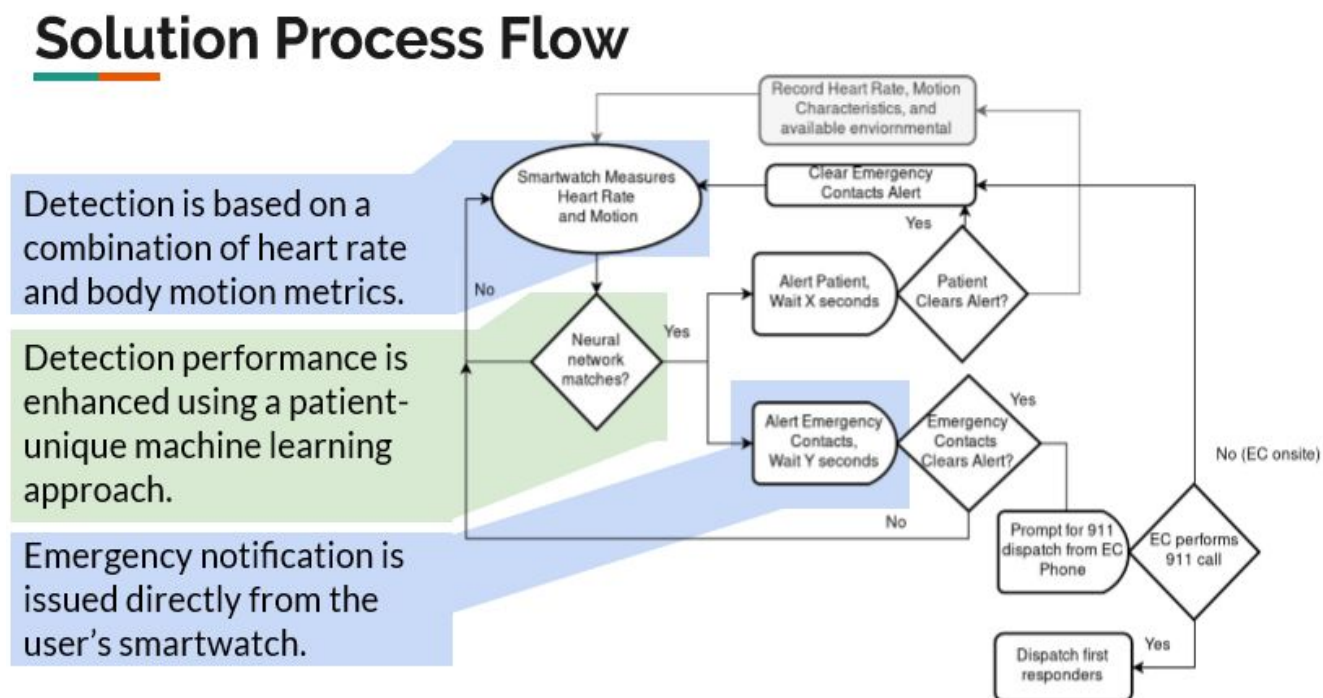 Solution Process Flow
Record Heart Rate, Motion
Characteristics, and
available enviornmental
Smartwatch Measures
Heart Rate
and Motion
Clear Emergency
Contacts Alert
Yes
Detection is based on a
combination of heart rate
and body motion metrics.
No
Alert Patient,
Wait X seconds
Patient
Clears Alert?
Neural
network
matches?
Yes
Detection performance is
enhanced using a patient-
unique machine learning
approach.
Alert Emergency
Contacts,
Wait Y seconds
Emergency
Contacts
Clears Alert?
Yes
No
No (EC onsite)
Prompt for 911
dispatch from EC
Phone
EC performs
911 call
Emergency notification is
issued directly from the
user's smartwatch.
Yes
Dispatch first
responders